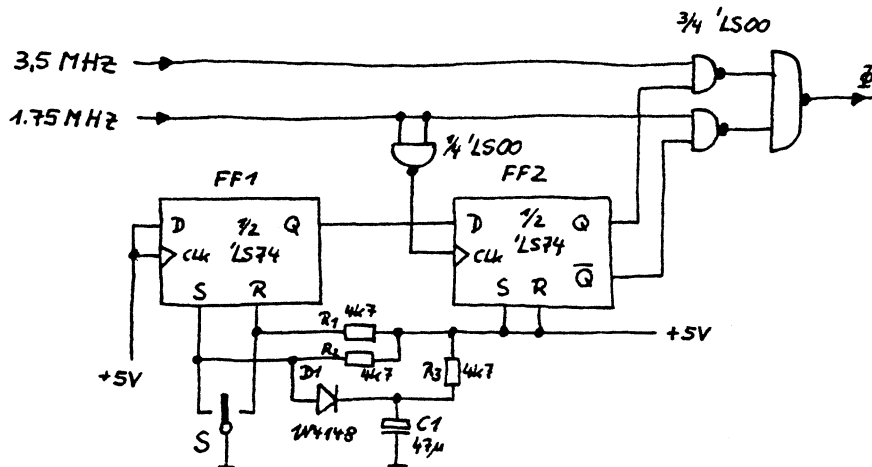 3/4 'LS00
3,5 MHZ
Φ
1.75 MHZ
1/4 'LS00
FF1
FF2
D 1/2 Q
CLK 'LS74
S R
D 1/2 Q
CLK 'LS74
Q̅
S R
R1 4k7
+5V
R2 4k7
R3 4k7
+5V
D1
1N4148
C1
47µ
S